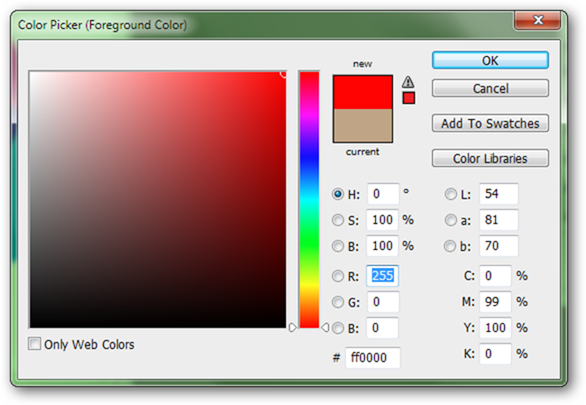 Color Picker (Foreground Color)
new
current
OK
Cancel
Add To Swatches
Color Libraries
H: 0 °
S: 100 %
B: 100 %
R: 255
G: 0
B: 0
# ff0000
L: 54
a: 81
b: 70
C: 0 %
M: 99 %
Y: 100 %
K: 0 %
Only Web Colors